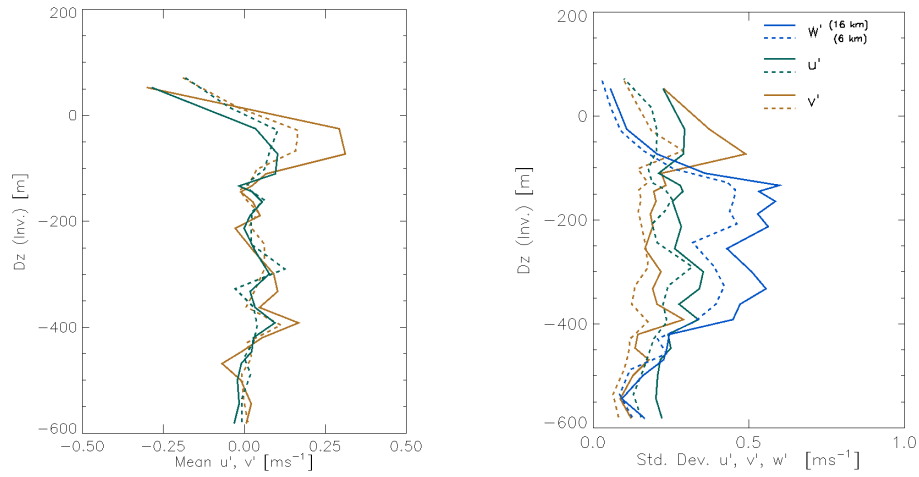 200
0
−200
−400
−600
Dz (Inv.) [m]
−0.50
−0.25
0.00
0.25
0.50
Mean u', v' [ms⁻¹]
200
0
−200
−400
−600
Dz (Inv.) [m]
0.0
0.5
1.0
Std. Dev. u', v', w' [ms⁻¹]
W' (16 km)
(6 km)
u'
v'